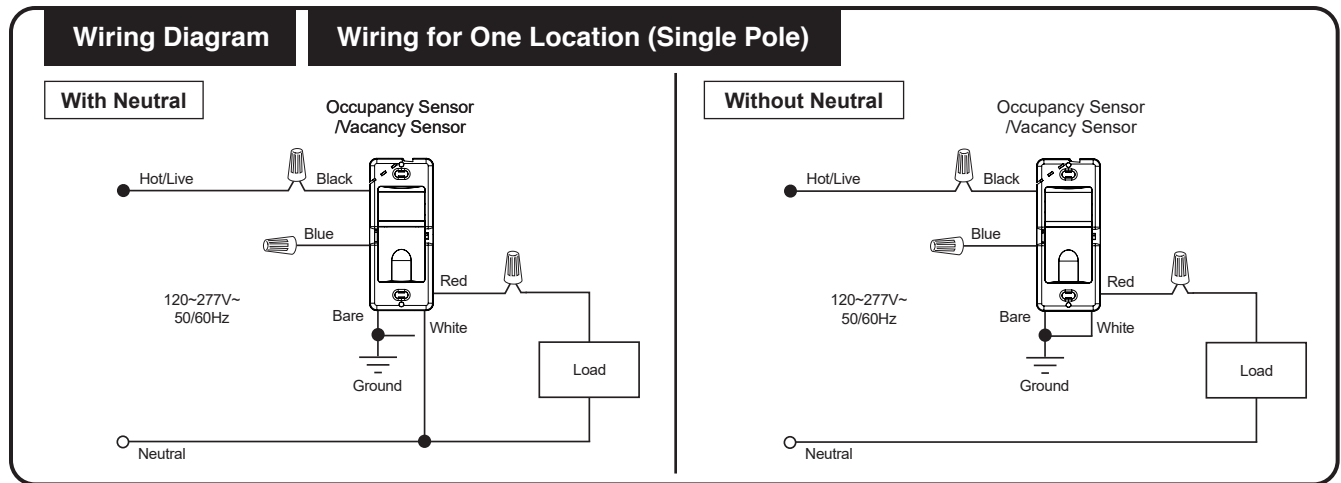 Wiring Diagram
Wiring for One Location (Single Pole)
With Neutral
Occupancy Sensor
/Vacancy Sensor
Hot/Live
Black
Blue
Red
120~277V~
50/60Hz
Bare
White
Ground
Load
Neutral
Without Neutral
Occupancy Sensor
/Vacancy Sensor
Hot/Live
Black
Blue
Red
120~277V~
50/60Hz
Bare
White
Ground
Load
Neutral